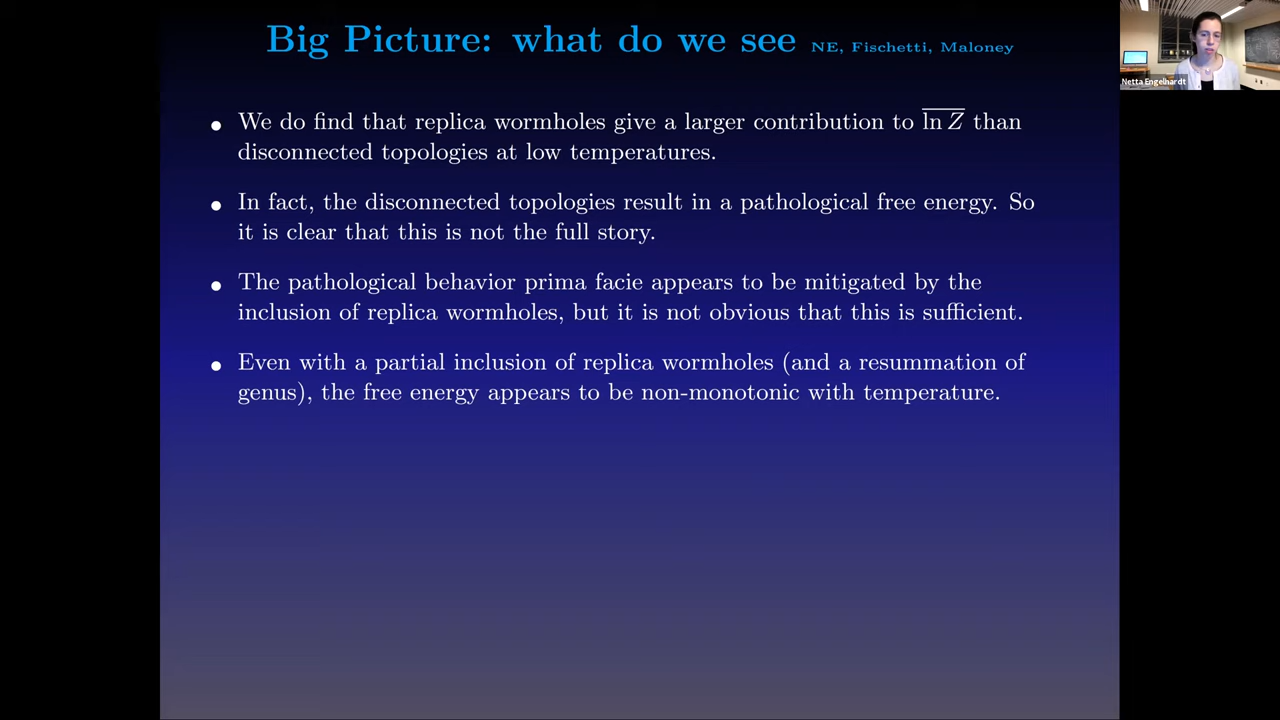 Big Picture: what do we see NE, Fischetti, Maloney
Netta Engelhardt
• We do find that replica wormholes give a larger contribution to \overline{ln Z} than
disconnected topologies at low temperatures.
• In fact, the disconnected topologies result in a pathological free energy. So
it is clear that this is not the full story.
• The pathological behavior prima facie appears to be mitigated by the
inclusion of replica wormholes, but it is not obvious that this is sufficient.
• Even with a partial inclusion of replica wormholes (and a resummation of
genus), the free energy appears to be non-monotonic with temperature.